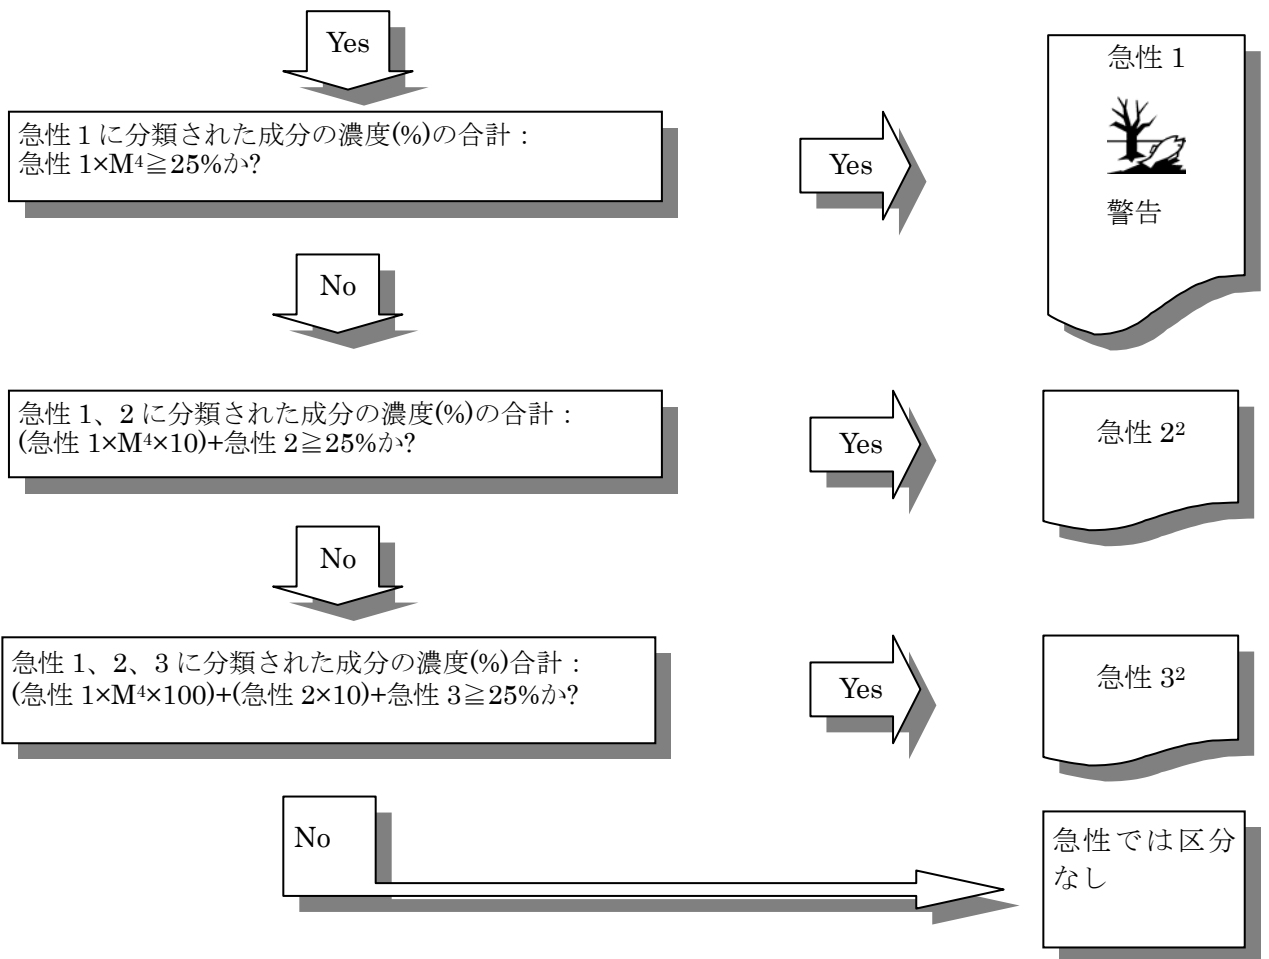 Yes
急性 1
急性 1 に分類された成分の濃度(%)の合計：
急性 1×M⁴≧25%か?
Yes
警告
No
急性 1、2 に分類された成分の濃度(%)の合計：
(急性 1×M⁴×10)+急性 2≧25%か?
Yes
急性 2²
No
急性 1、2、3 に分類された成分の濃度(%)合計：
(急性 1×M⁴×100)+(急性 2×10)+急性 3≧25%か?
Yes
急性 3²
No
急性では区分
なし